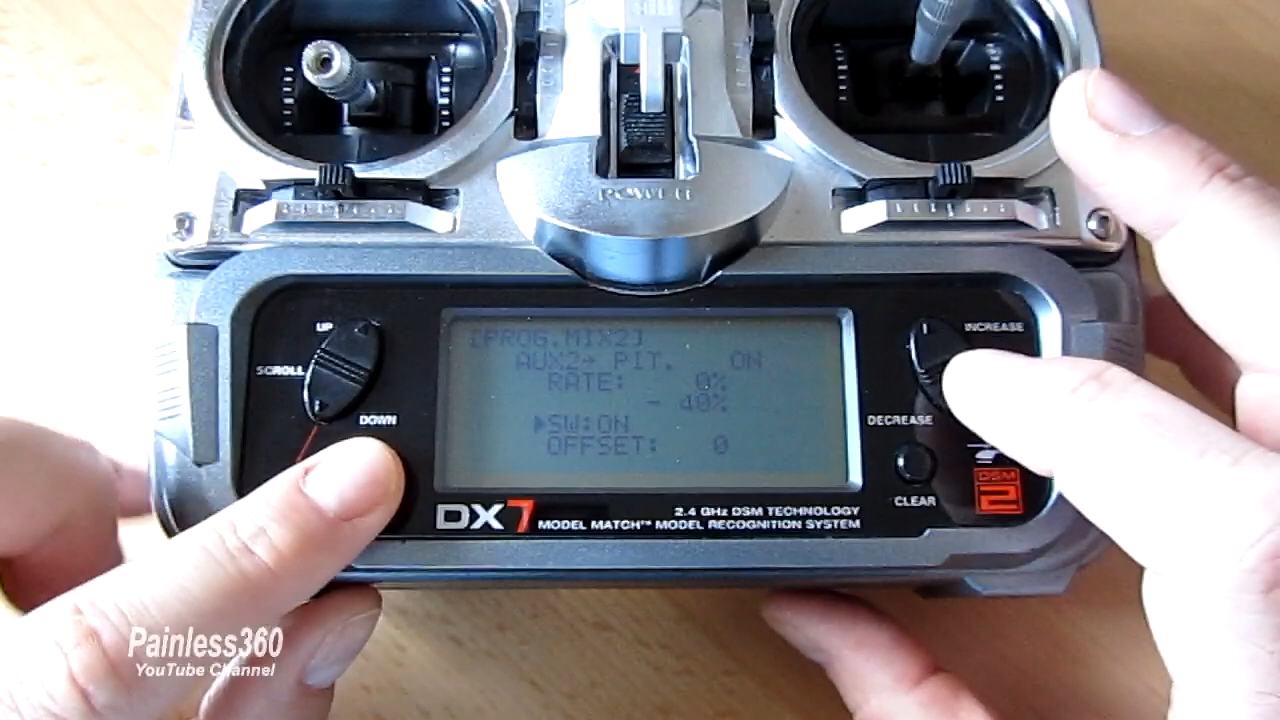 POWER
UP
SCROLL
DOWN
[PROG.MIX2]
AUX2→ PIT. ON
RATE: 0%
- 40%
▶SW:ON
OFFSET: 0
INCREASE
DECREASE
CLEAR
DSM
2
DX7
2.4 GHz DSM TECHNOLOGY
MODEL MATCH™ MODEL RECOGNITION SYSTEM
Painless360
YouTube Channel